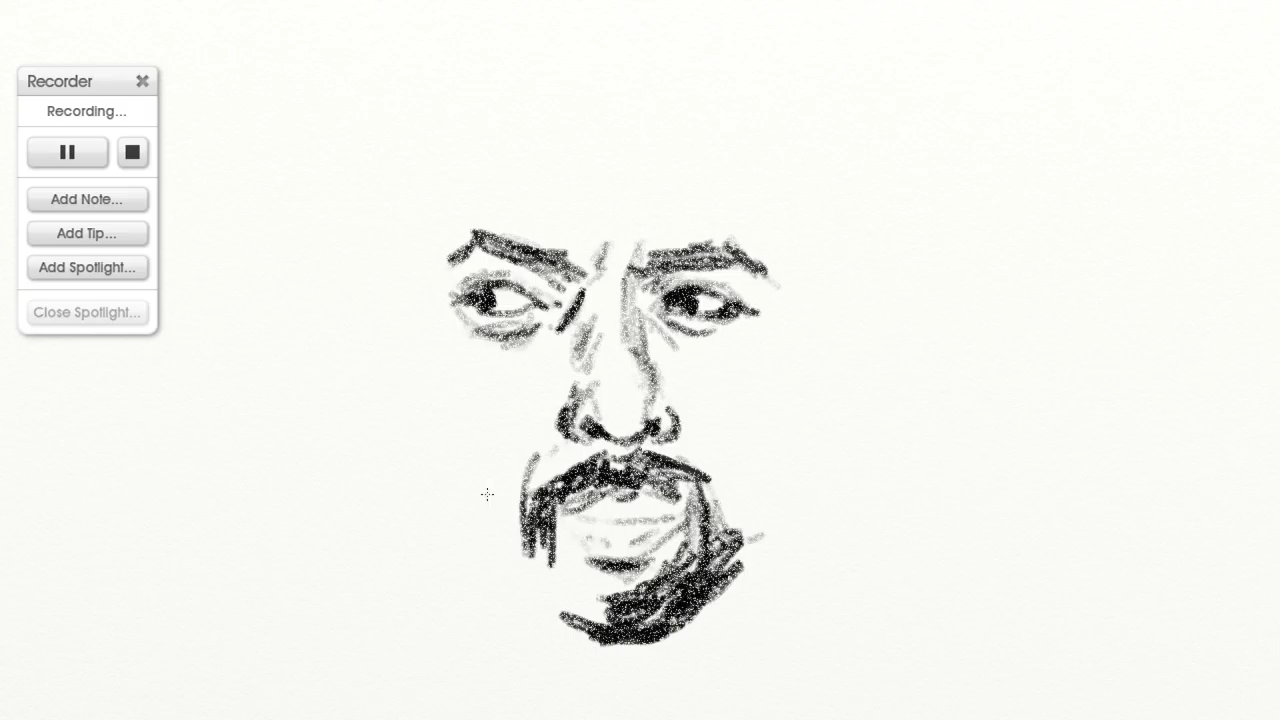 Recorder
Recording...
Add Note...
Add Tip...
Add Spotlight...
Close Spotlight...